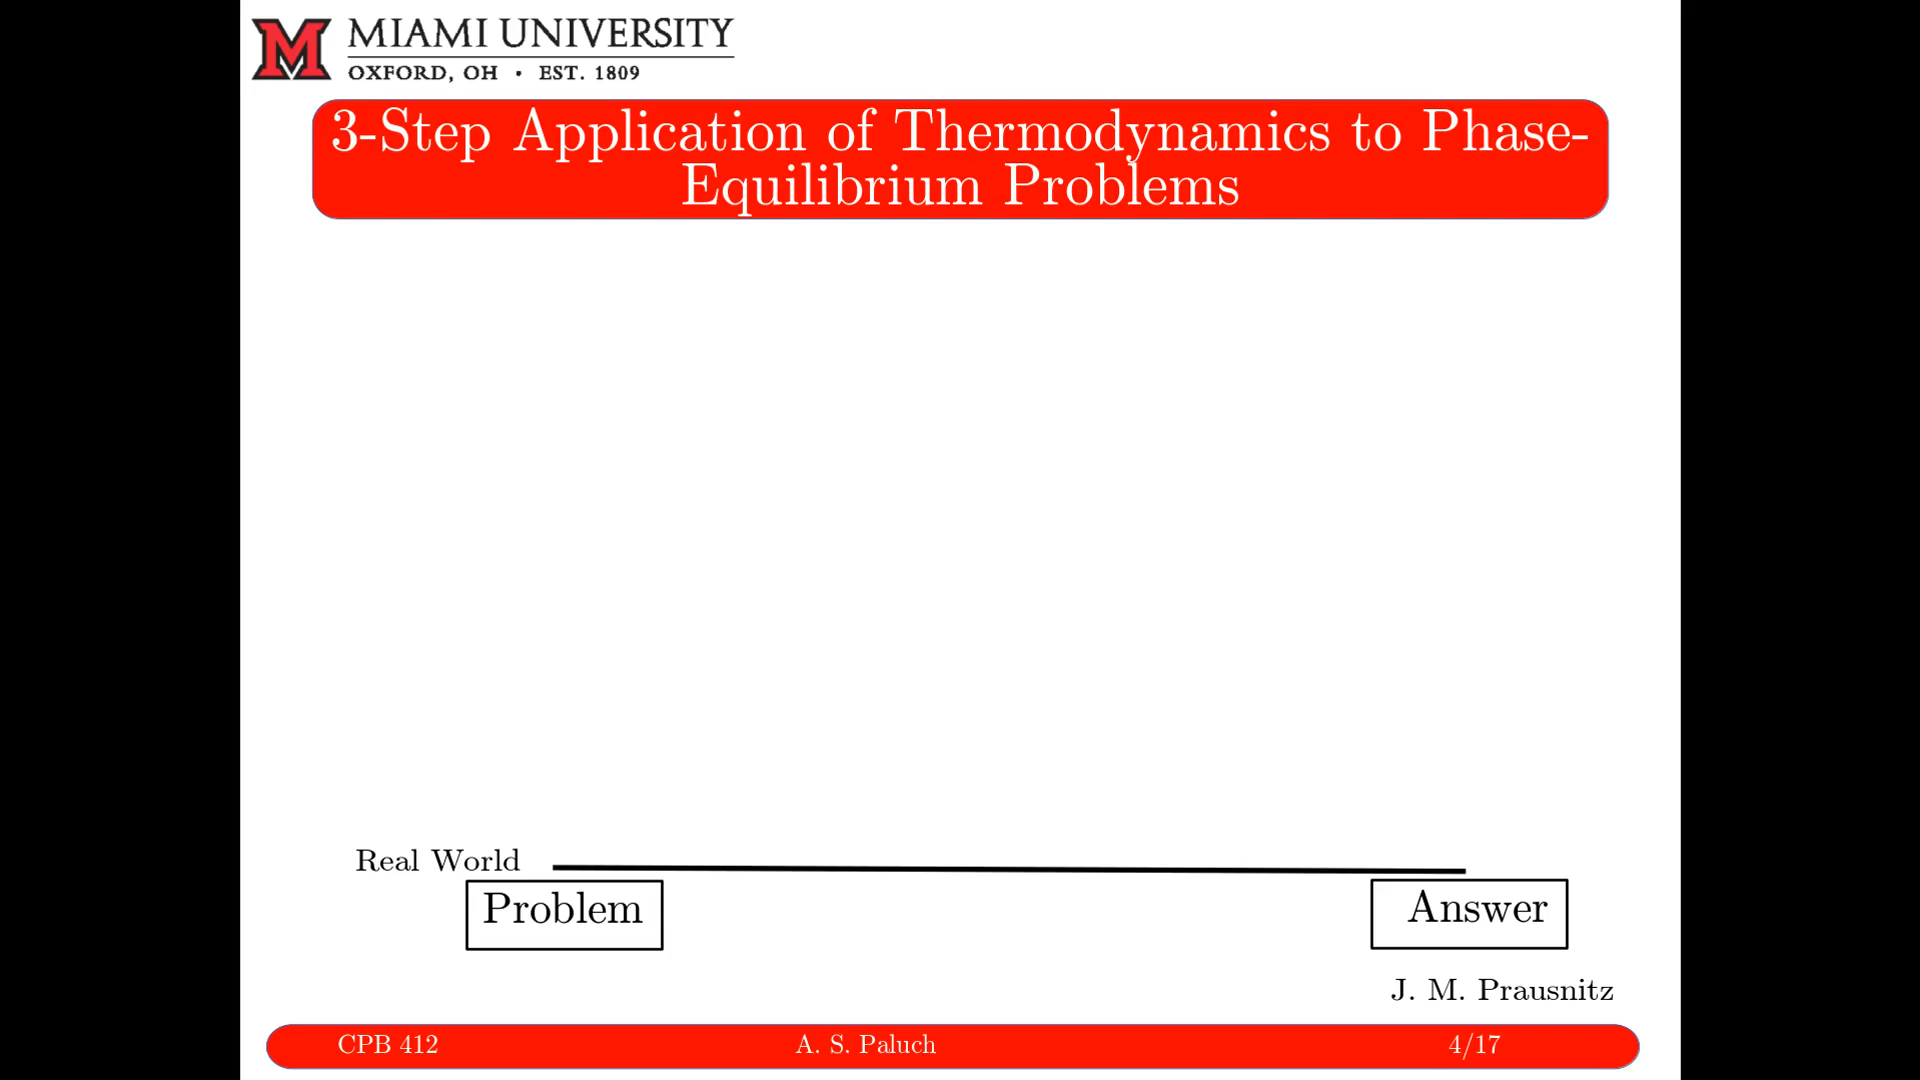 MIAMI UNIVERSITY
OXFORD, OH • EST. 1809
3-Step Application of Thermodynamics to Phase-
Equilibrium Problems
Real World
Problem
Answer
J. M. Prausnitz
CPB 412
A. S. Paluch
4/17